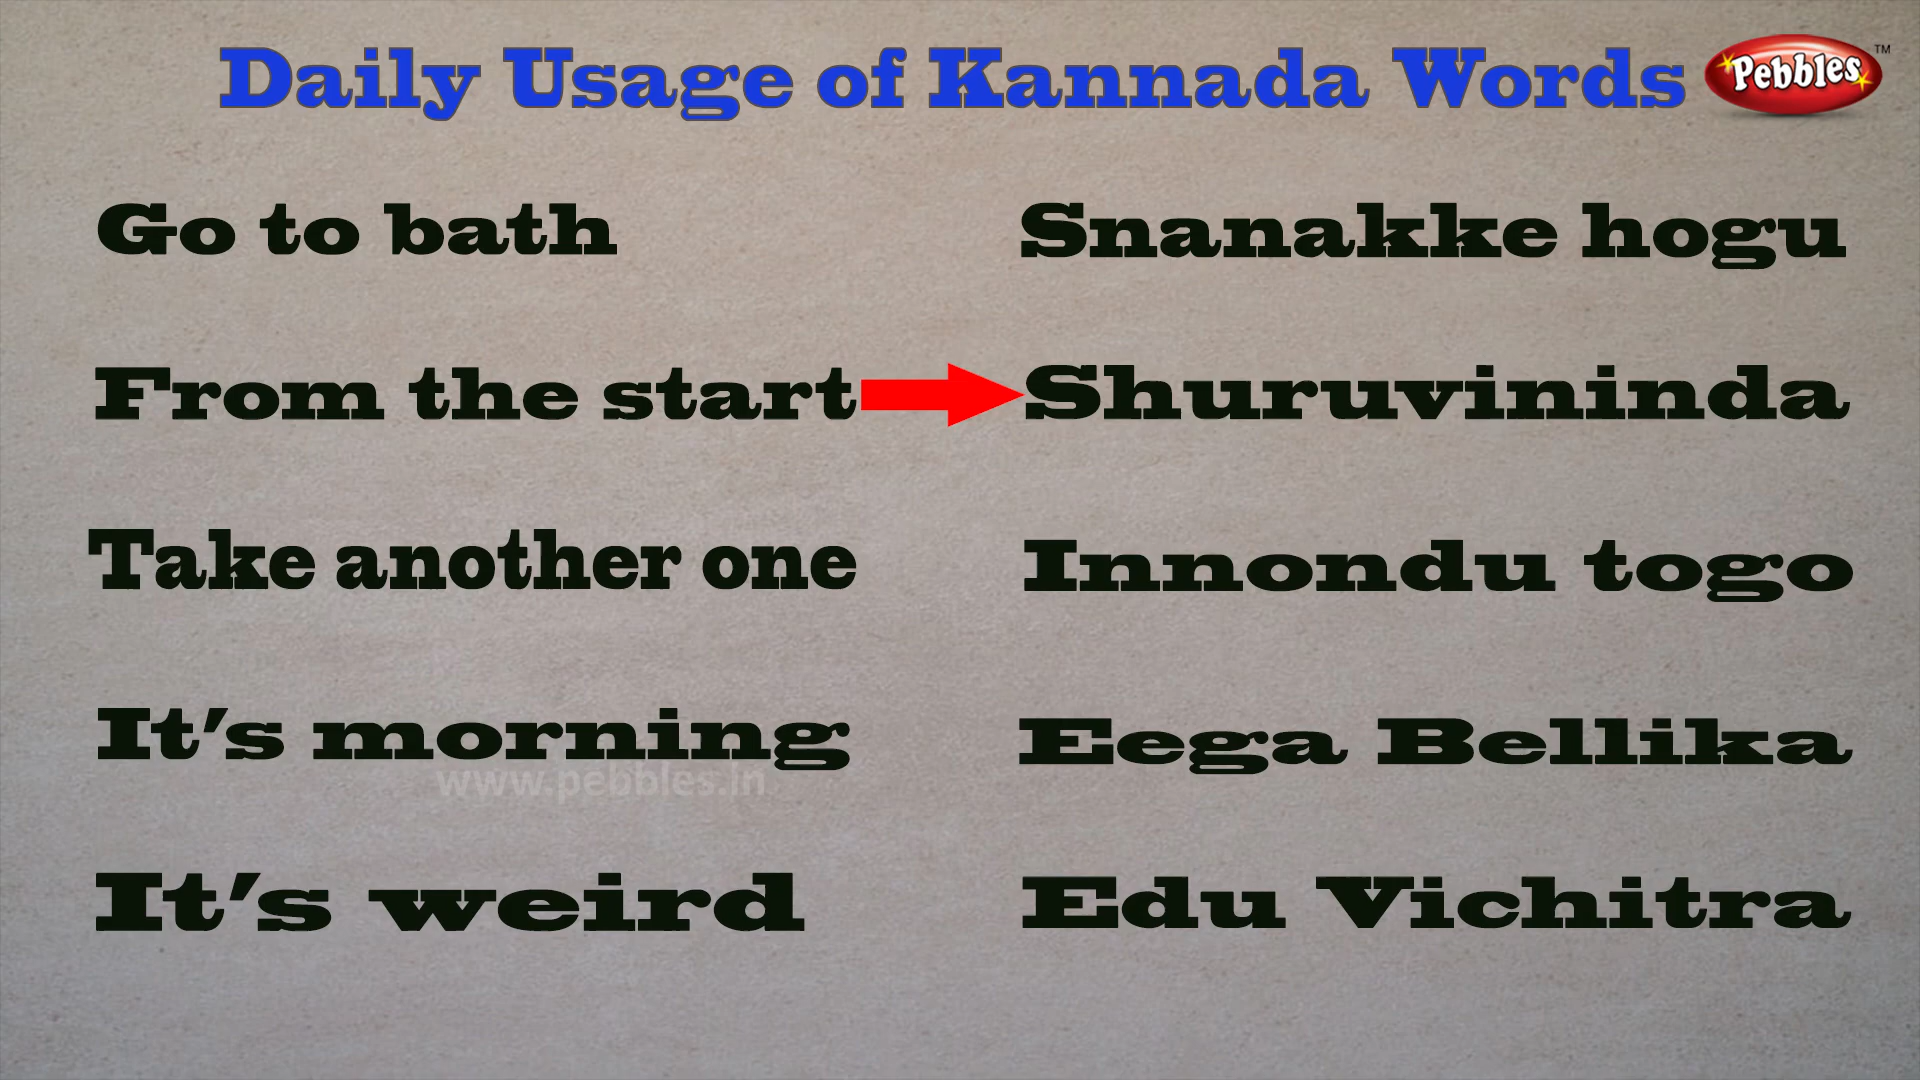 Daily Usage of Kannada Words
Pebbles TM
Go to bath Snanakke hogu
From the start Shuruvininda
Take another one Innondu togo
It's morning Eega Bellika
www.pebbles.in
It's weird Edu Vichitra